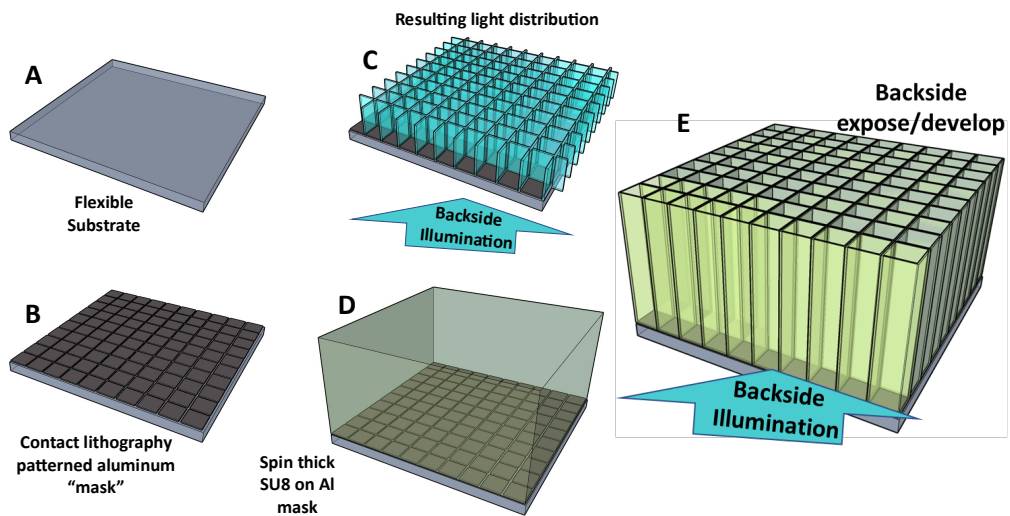 A
Flexible
Substrate
B
Contact lithography
patterned aluminum
“mask”
Resulting light distribution
C
Backside
Illumination
D
Spin thick
SU8 on Al
mask
E
Backside
expose/develop
Backside
Illumination